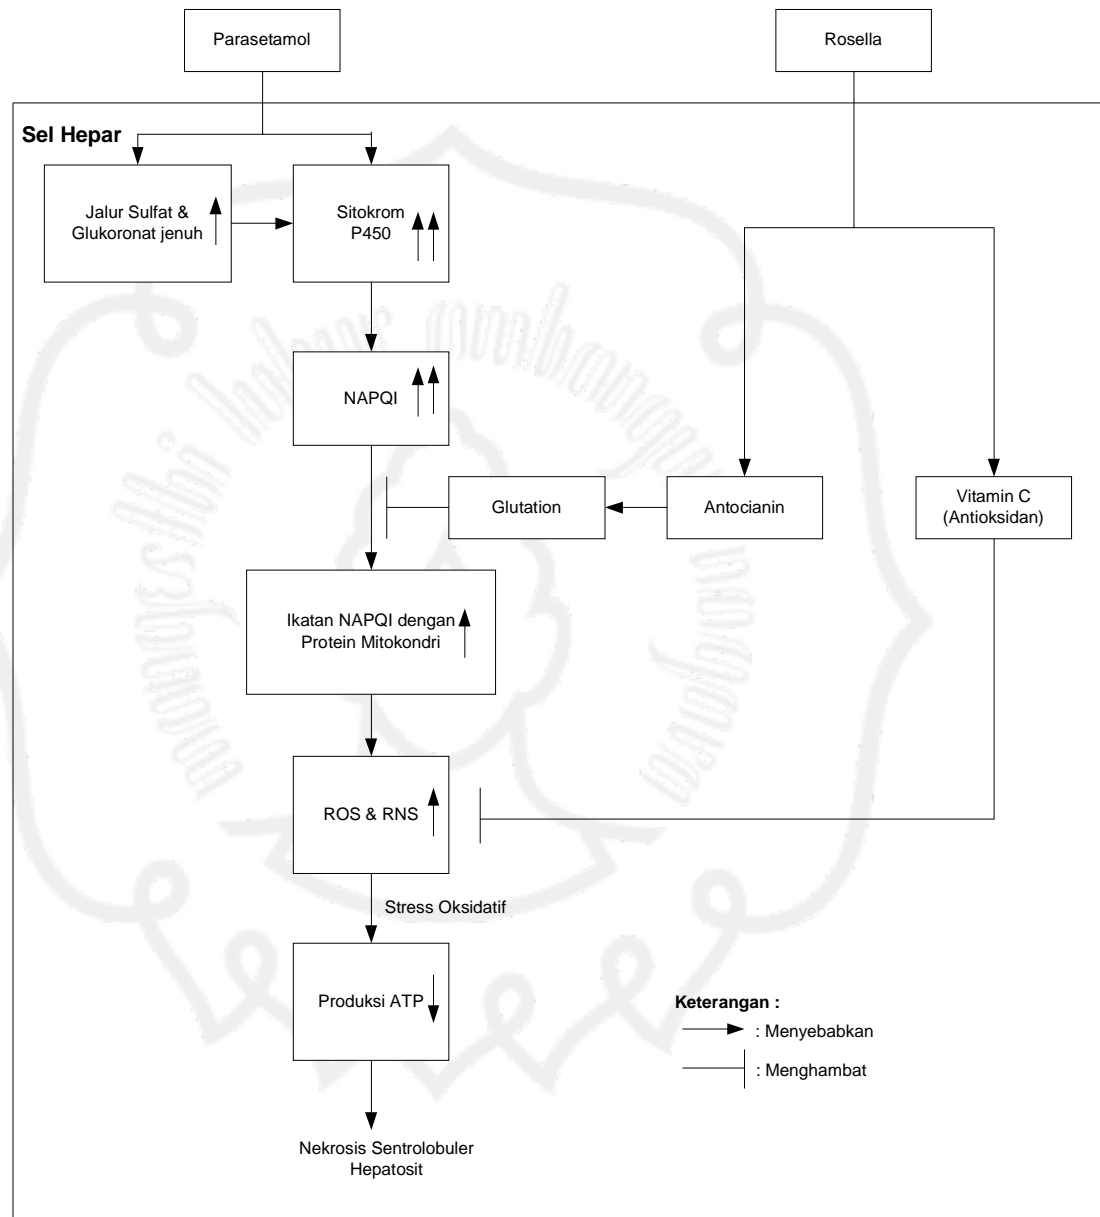 Parasetamol
Rosella
Sel Hepar
Jalur Sulfat &
Glukoronat jenuh
Sitokrom
P450
NAPQI
Glutation
Antocianin
Vitamin C
(Antioksidan)
Ikatan NAPQI dengan
Protein Mitokondri
ROS & RNS
Stress Oksidatif
Produksi ATP
Nekrosis Sentrolobuler
Hepatosit
Keterangan :
: Menyebabkan
: Menghambat